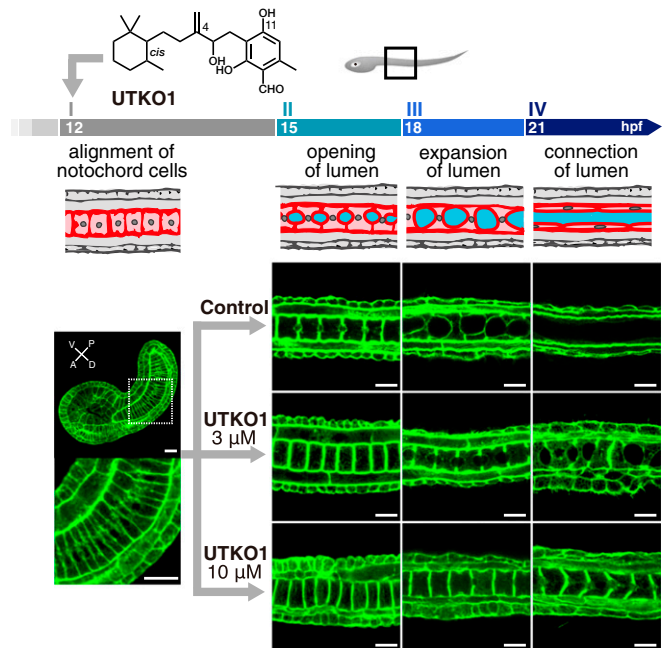 4
OH
11
cis
OH
HO
CHO
UTKO1
I
II
III
IV
12
15
18
21
hpf
alignment of
notochord cells
opening
of lumen
expansion
of lumen
connection
of lumen
Control
V P
A D
UTKO1
3 µM
UTKO1
10 µM